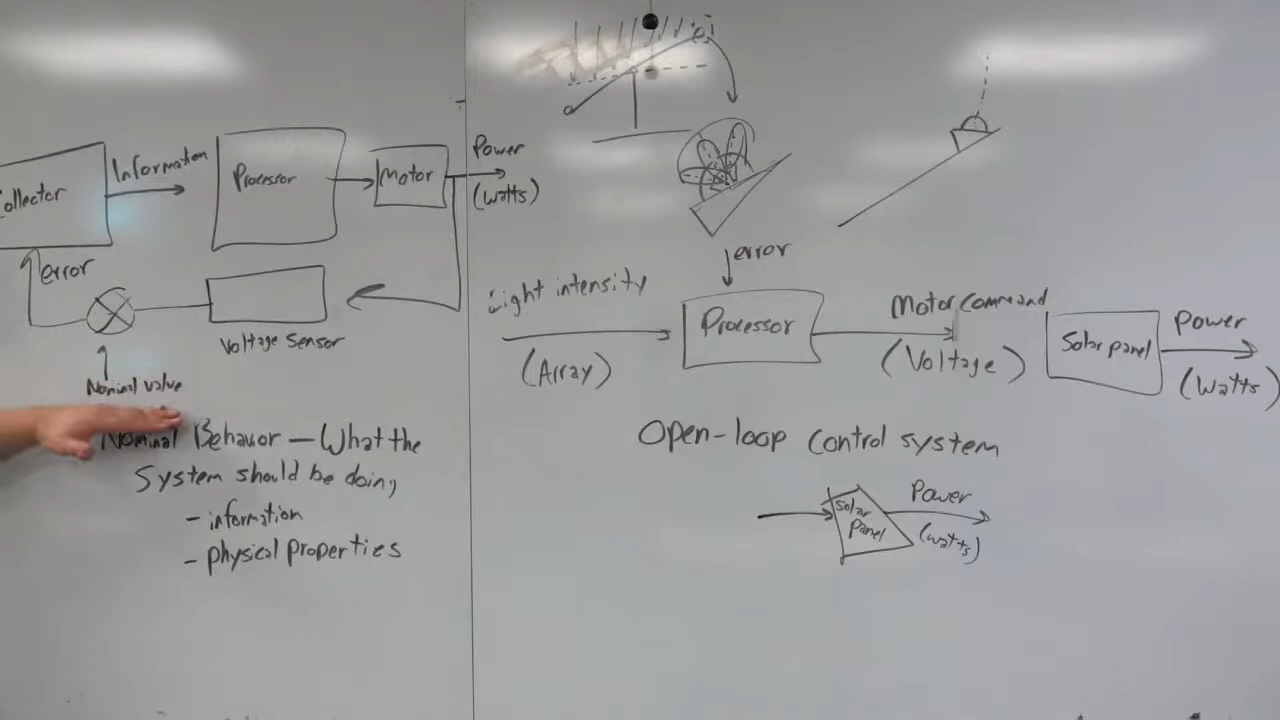 Collector
Information
Processor
Motor
Power
(Watts)
error
Voltage Sensor
Nominal value
Nominal Behavior — What the
System should be doing
- information
- physical properties
error
Light intensity
(Array)
Processor
Motor Command
(Voltage)
Solar panel
Power
(Watts)
Open-loop control system
Solar
Panel
Power
(Watts)